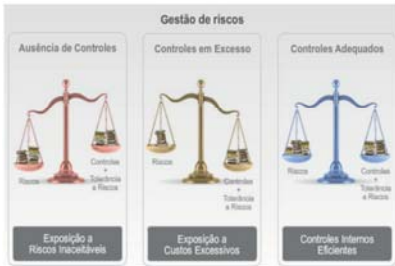 Gestão de riscos
Ausência de Controles
Riscos
Controles
+
Tolerância
a Riscos
Exposição a
Riscos Inaceitáveis
Controles em Excesso
Riscos
Controles
+
Tolerância
a Riscos
Exposição a
Custos Excessivos
Controles Adequados
Riscos
Controles
+
Tolerância
a Riscos
Controles Internos
Eficientes